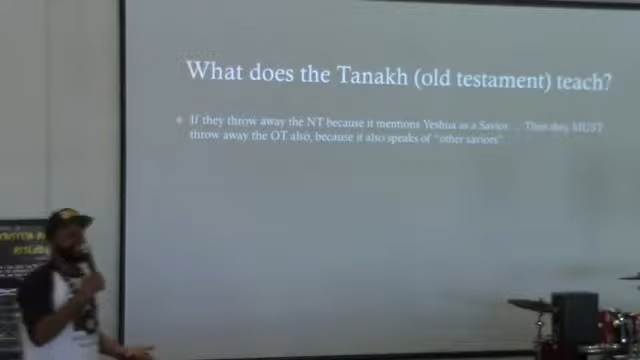 What does the Tanakh (old testament) teach?
If they throw away the NT because it mentions Yeshua as a Savior … Then they MUST
throw away the OT also, because it also speaks of "other saviors".